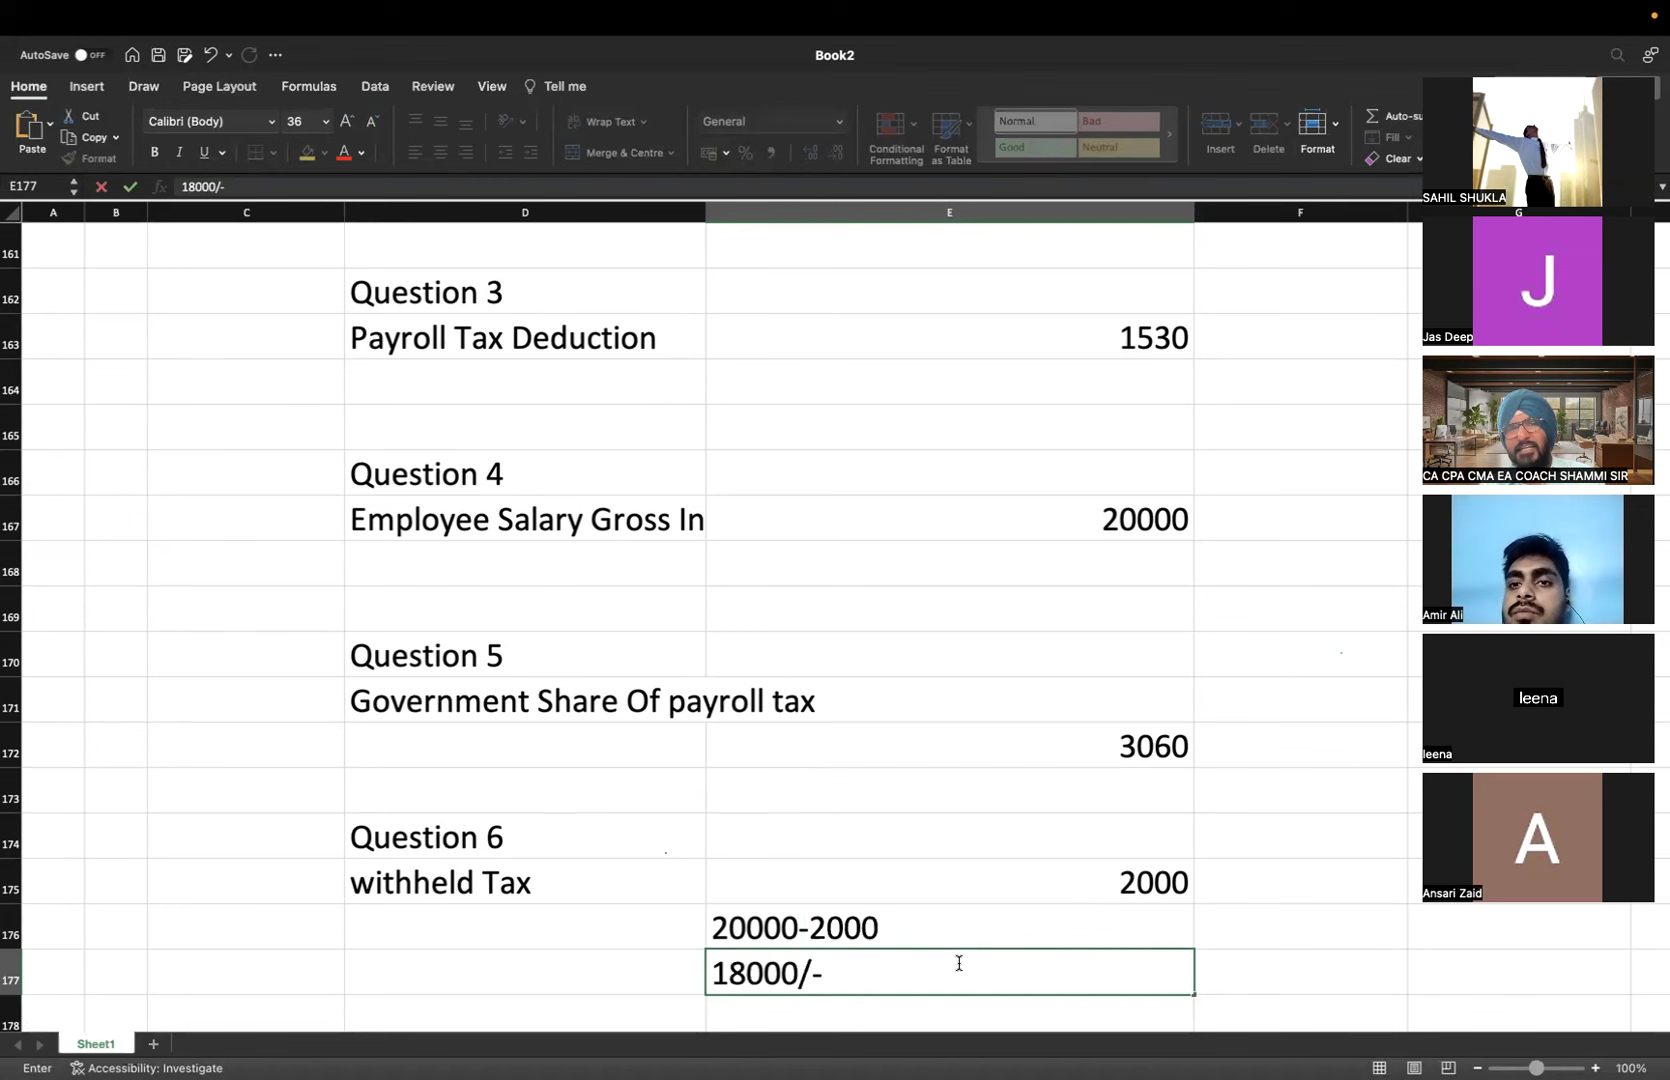 AutoSave OFF
Book2
Home Insert Draw Page Layout Formulas Data Review View Tell me
Paste
Cut
Copy
Format
Calibri (Body) 36
B I U
Wrap Text
Merge & Centre
General
Conditional
Formatting
Format
as Table
Normal Bad
Good Neutral
Insert Delete Format
Auto-su
Fill
Clear
E177 fx 18000/-
A B C D E F G
161
162 Question 3
163 Payroll Tax Deduction 1530
164
165
166 Question 4
167 Employee Salary Gross In 20000
168
169
170 Question 5
171 Government Share Of payroll tax
172 3060
173
174 Question 6
175 withheld Tax 2000
176 20000-2000
177 18000/-
178
SAHIL SHUKLA
J
Jas Deep
CA CPA CMA EA COACH SHAMMI SIR
Amir Ali
leena
leena
A
Ansari Zaid
Sheet1
Enter Accessibility: Investigate 100%